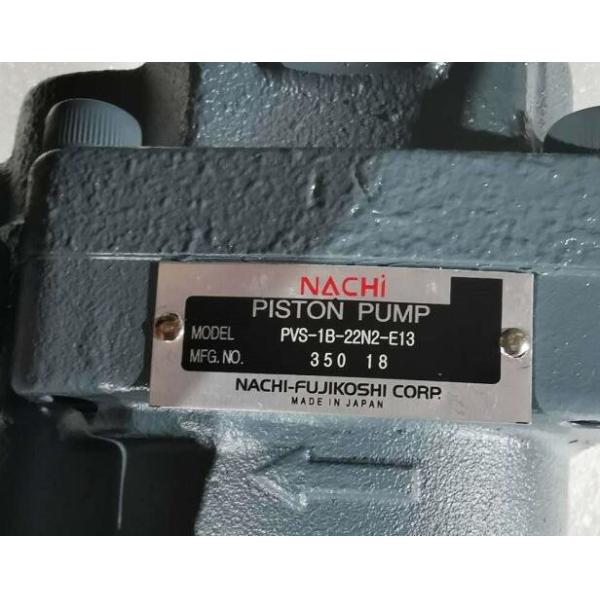 NACHi
PISTON PUMP
MODEL PVS-1B-22N2-E13
MFG.NO. 350 18
NACHI-FUJIKOSHI CORP.
MADE IN JAPAN